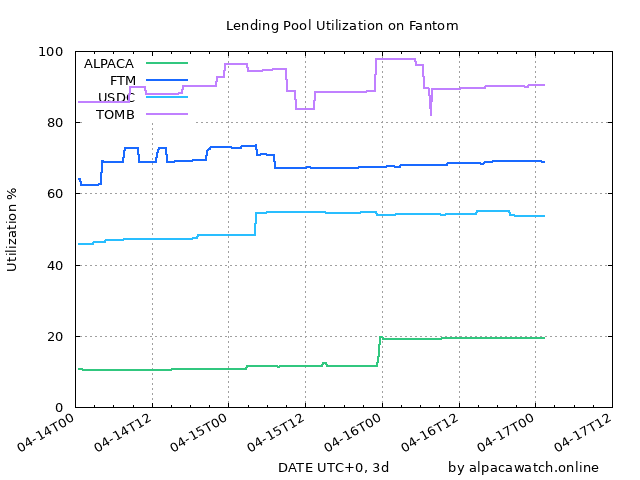 Lending Pool Utilization on Fantom
Utilization %
100
80
60
40
20
0
ALPACA
FTM
USDC
TOMB
04-14T00
04-14T12
04-15T00
04-15T12
04-16T00
04-16T12
04-17T00
04-17T12
DATE UTC+0, 3d
by alpacawatch.online